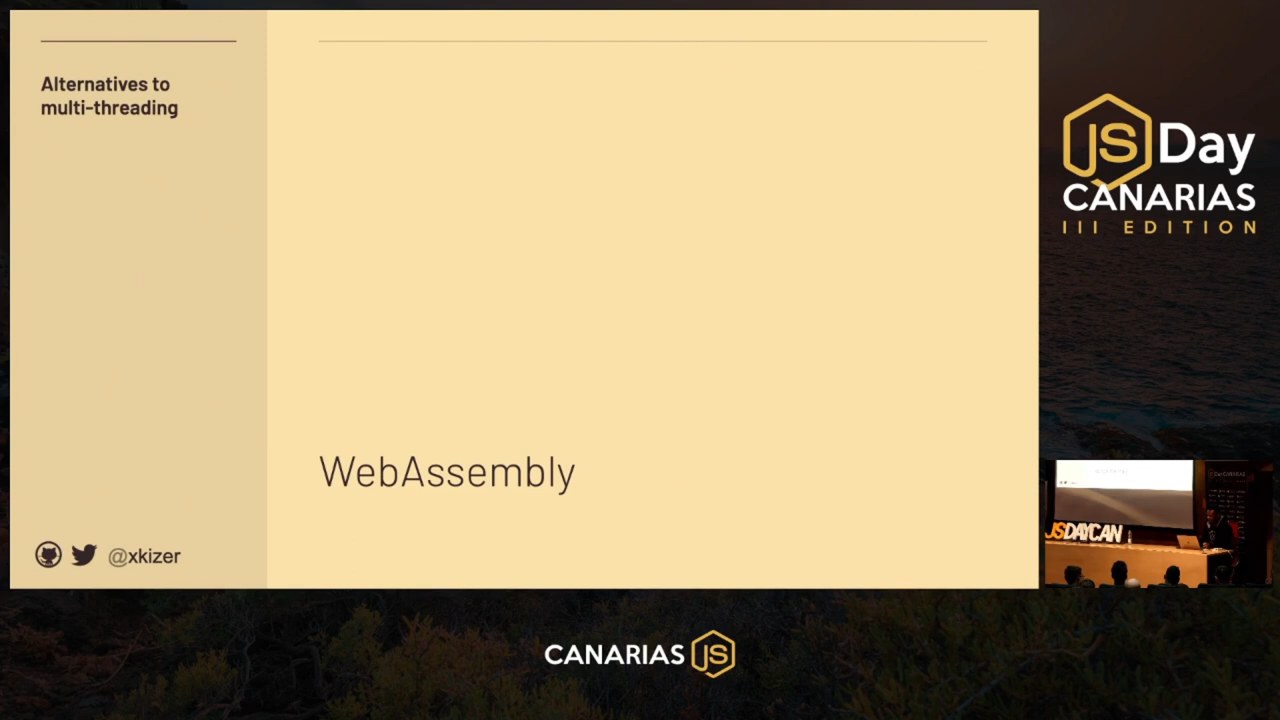 Alternatives to
multi-threading
WebAssembly
@xkizer
JS Day
CANARIAS
III EDITION
JSDAYCAN
CANARIAS JS